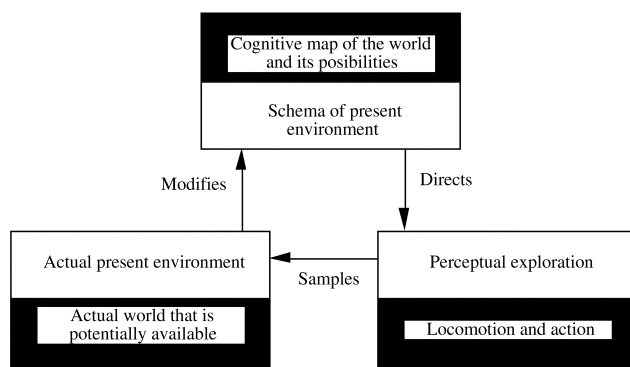 Cognitive map of the world
and its posibilities
Schema of present
environment
Modifies
Directs
Actual present environment
Samples
Perceptual exploration
Actual world that is
potentially available
Locomotion and action